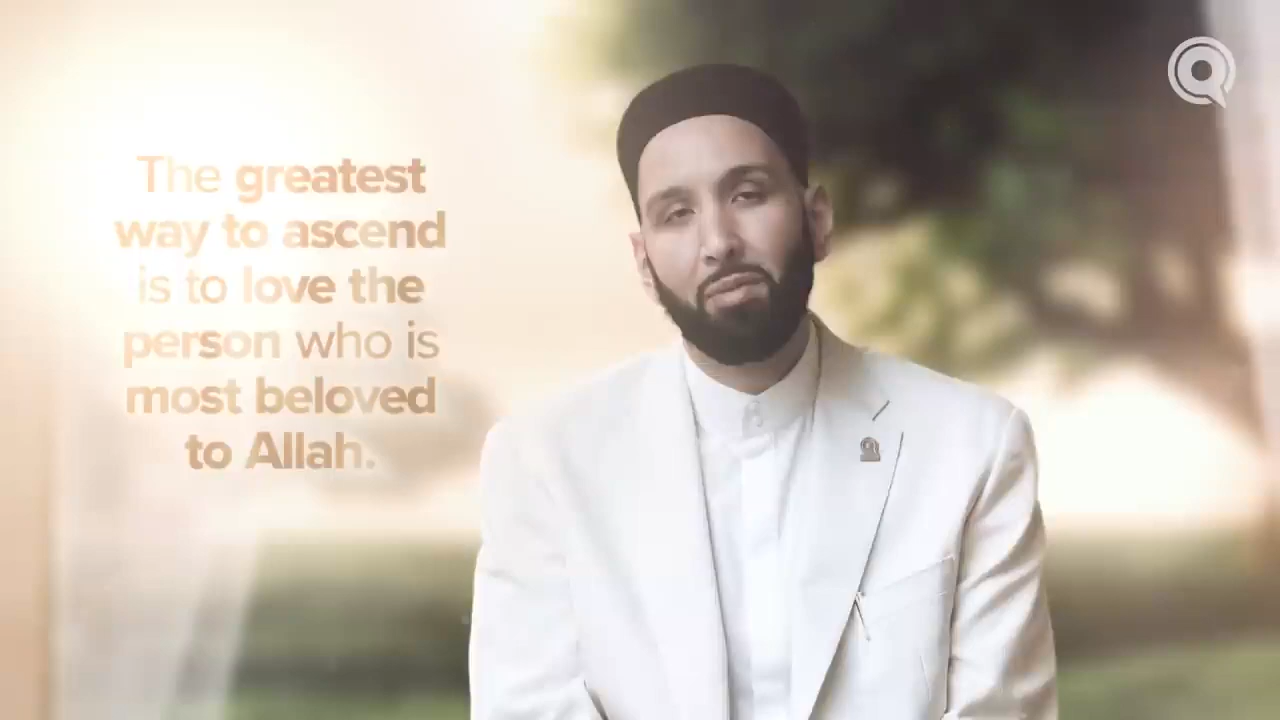 The greatest
way to ascend
is to love the
person who is
most beloved
to Allah.